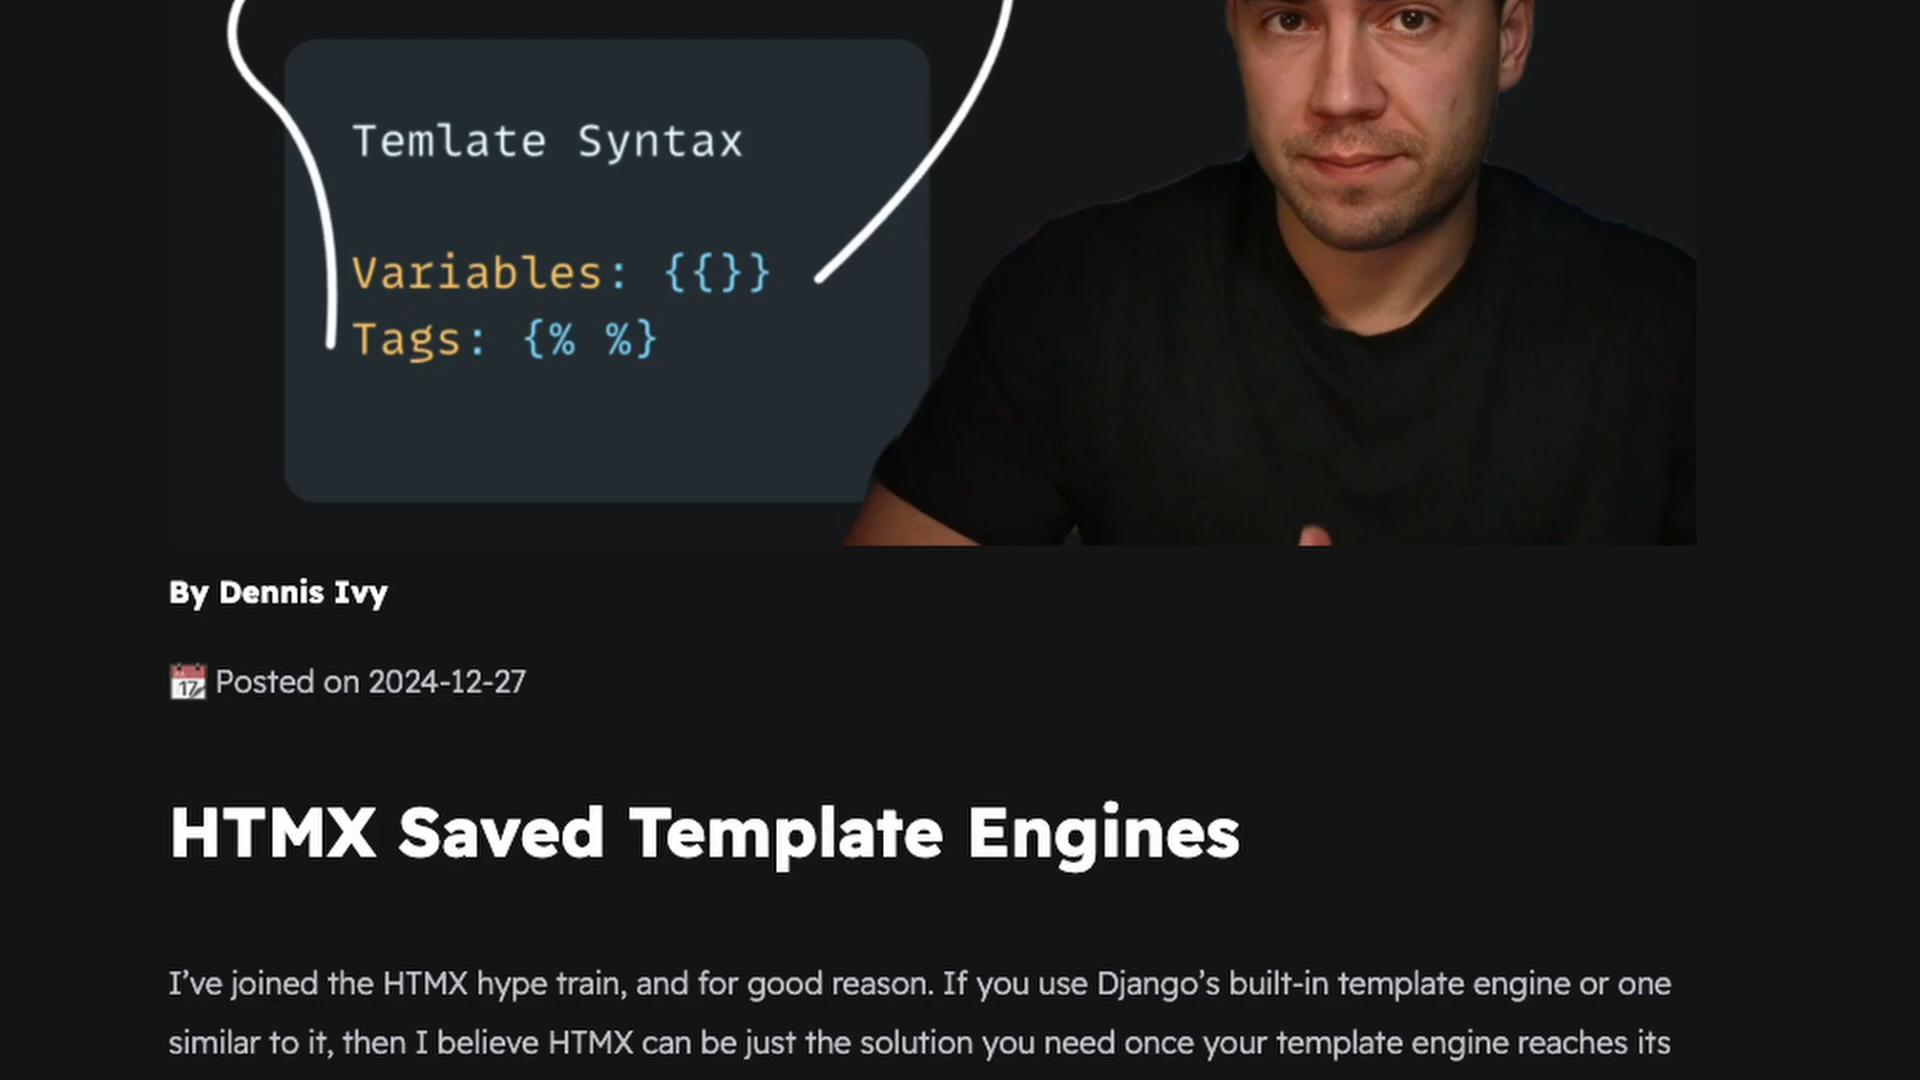 Temlate Syntax
Variables: {{}}
Tags: {% %}
By Dennis Ivy
17
Posted on 2024-12-27
HTMX Saved Template Engines
I’ve joined the HTMX hype train, and for good reason. If you use Django’s built-in template engine or one
similar to it, then I believe HTMX can be just the solution you need once your template engine reaches its